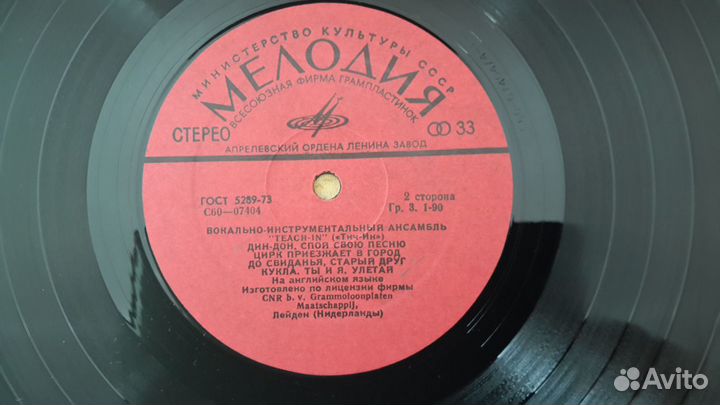 МИНИСТЕРСТВО КУЛЬТУРЫ СССР
МЕЛОДИЯ
ВСЕСОЮЗНАЯ ФИРМА ГРАМПЛАСТИНОК
СТЕРЕО
33
АПРЕЛЕВСКИЙ ОРДЕНА ЛЕНИНА ЗАВОД
ГОСТ 5289-73
С60—07404
2 сторона
Гр. 3. 1-90
ВОКАЛЬНО-ИНСТРУМЕНТАЛЬНЫЙ АНСАМБЛЬ
"TEACH-IN" («Тич-Ин»)
ДИН-ДОН, СПОЙ СВОЮ ПЕСНЮ
ЦИРК ПРИЕЗЖАЕТ В ГОРОД
ДО СВИДАНЬЯ, СТАРЫЙ ДРУГ
КУКЛА. ТЫ И Я. УЛЕТАЙ
На английском языке
Изготовлено по лицензии фирмы
CNR b. v. Grammoloonplaten
Maatschappij,
Лейден (Нидерланды)
Avito